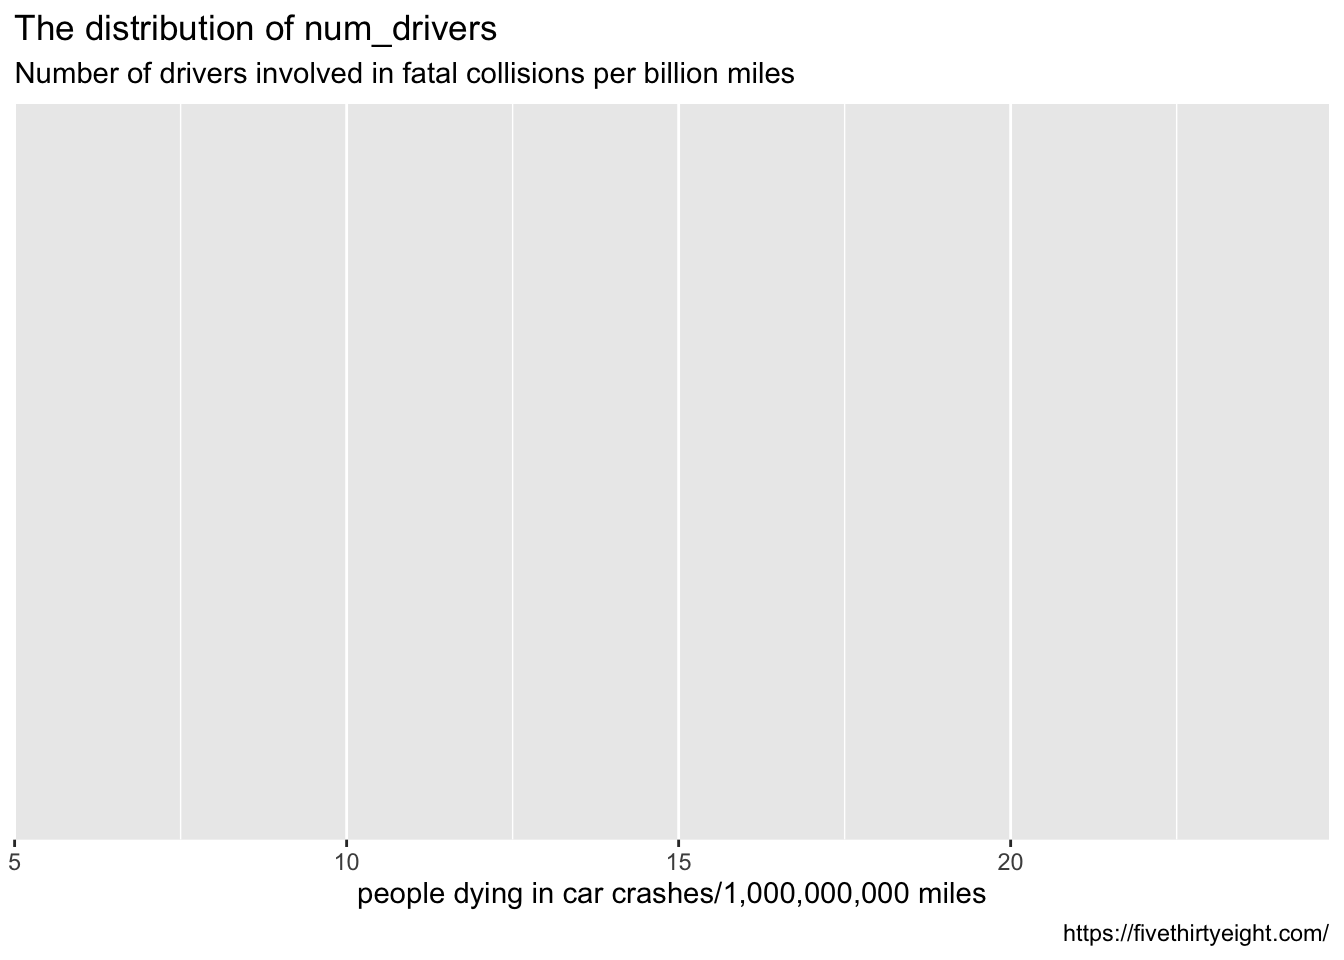 The distribution of num_drivers
Number of drivers involved in fatal collisions per billion miles
5 10 15 20
people dying in car crashes/1,000,000,000 miles
https://fivethirtyeight.com/